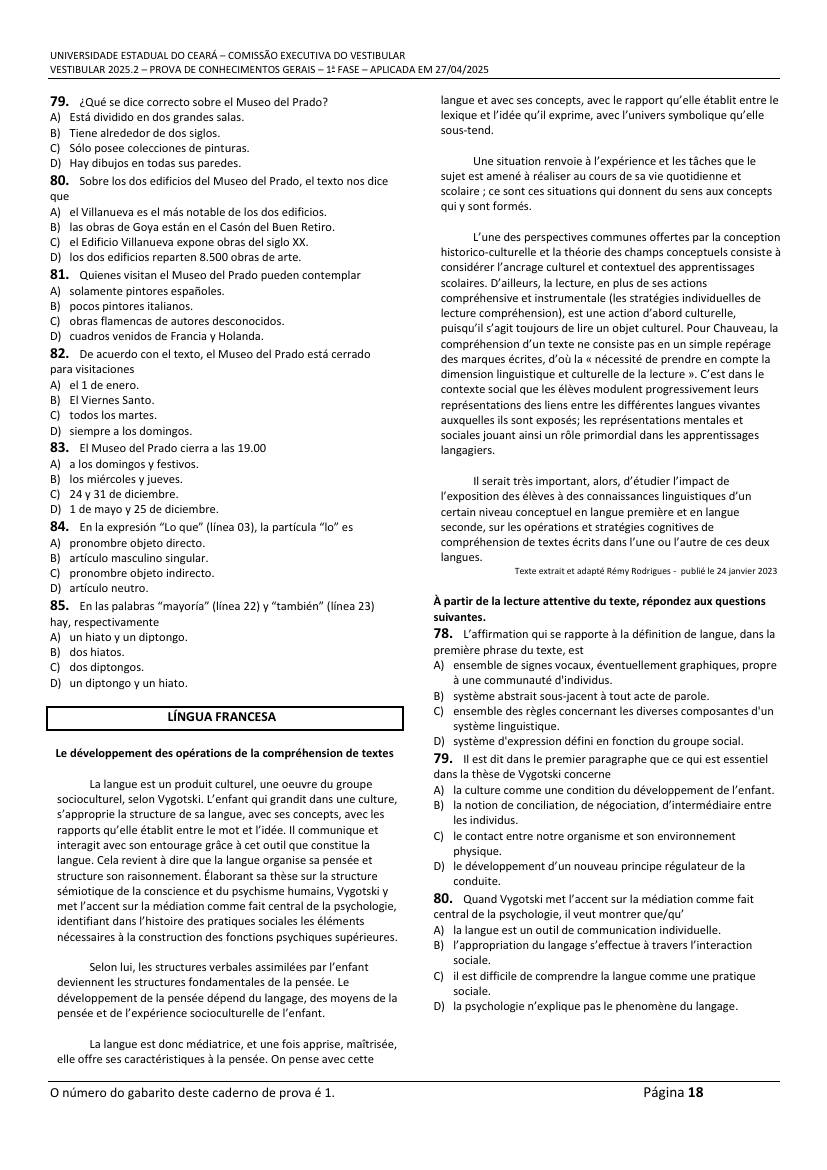 UNIVERSIDADE ESTADUAL DO CEARÁ – COMISSÃO EXECUTIVA DO VESTIBULAR
VESTIBULAR 2025.2 – PROVA DE CONHECIMENTOS GERAIS – 1ª FASE – APLICADA EM 27/04/2025
79. ¿Qué se dice correcto sobre el Museo del Prado?
A) Está dividido en dos grandes salas.
B) Tiene alrededor de dos siglos.
C) Sólo posee colecciones de pinturas.
D) Hay dibujos en todas sus paredes.
80. Sobre los dos edificios del Museo del Prado, el texto nos dice
que
A) el Villanueva es el más notable de los dos edificios.
B) las obras de Goya están en el Casón del Buen Retiro.
C) el Edificio Villanueva expone obras del siglo XX.
D) los dos edificios reparten 8.500 obras de arte.
81. Quienes visitan el Museo del Prado pueden contemplar
A) solamente pintores españoles.
B) pocos pintores italianos.
C) obras flamencas de autores desconocidos.
D) cuadros venidos de Francia y Holanda.
82. De acuerdo con el texto, el Museo del Prado está cerrado
para visitaciones
A) el 1 de enero.
B) El Viernes Santo.
C) todos los martes.
D) siempre a los domingos.
83. El Museo del Prado cierra a las 19.00
A) a los domingos y festivos.
B) los miércoles y jueves.
C) 24 y 31 de diciembre.
D) 1 de mayo y 25 de diciembre.
84. En la expresión “Lo que” (línea 03), la partícula “lo” es
A) pronombre objeto directo.
B) artículo masculino singular.
C) pronombre objeto indirecto.
D) artículo neutro.
85. En las palabras “mayoría” (línea 22) y “también” (línea 23)
hay, respectivamente
A) un hiato y un diptongo.
B) dos hiatos.
C) dos diptongos.
D) un diptongo y un hiato.
LÍNGUA FRANCESA
Le développement des opérations de la compréhension de textes
La langue est un produit culturel, une oeuvre du groupe
socioculturel, selon Vygotski. L’enfant qui grandit dans une culture,
s’approprie la structure de sa langue, avec ses concepts, avec les
rapports qu’elle établit entre le mot et l’idée. Il communique et
interagit avec son entourage grâce à cet outil que constitue la
langue. Cela revient à dire que la langue organise sa pensée et
structure son raisonnement. Élaborant sa thèse sur la structure
sémiotique de la conscience et du psychisme humains, Vygotski y
met l’accent sur la médiation comme fait central de la psychologie,
identifiant dans l’histoire des pratiques sociales les éléments
nécessaires à la construction des fonctions psychiques supérieures.
Selon lui, les structures verbales assimilées par l’enfant
deviennent les structures fondamentales de la pensée. Le
développement de la pensée dépend du langage, des moyens de la
pensée et de l’expérience socioculturelle de l’enfant.
La langue est donc médiatrice, et une fois apprise, maîtrisée,
elle offre ses caractéristiques à la pensée. On pense avec cette
langue et avec ses concepts, avec le rapport qu’elle établit entre le
lexique et l’idée qu’il exprime, avec l’univers symbolique qu’elle
sous-tend.
Une situation renvoie à l’expérience et les tâches que le
sujet est amené à réaliser au cours de sa vie quotidienne et
scolaire ; ce sont ces situations qui donnent du sens aux concepts
qui y sont formés.
L’une des perspectives communes offertes par la conception
historico-culturelle et la théorie des champs conceptuels consiste à
considérer l’ancrage culturel et contextuel des apprentissages
scolaires. D’ailleurs, la lecture, en plus de ses actions
compréhensive et instrumentale (les stratégies individuelles de
lecture compréhension), est une action d’abord culturelle,
puisqu’il s’agit toujours de lire un objet culturel. Pour Chauveau, la
compréhension d’un texte ne consiste pas en un simple repérage
des marques écrites, d’où la « nécessité de prendre en compte la
dimension linguistique et culturelle de la lecture ». C’est dans le
contexte social que les élèves modulent progressivement leurs
représentations des liens entre les différentes langues vivantes
auxquelles ils sont exposés; les représentations mentales et
sociales jouant ainsi un rôle primordial dans les apprentissages
langagiers.
Il serait très important, alors, d’étudier l’impact de
l’exposition des élèves à des connaissances linguistiques d’un
certain niveau conceptuel en langue première et en langue
seconde, sur les opérations et stratégies cognitives de
compréhension de textes écrits dans l’une ou l’autre de ces deux
langues.
Texte extrait et adapté Rémy Rodrigues - publié le 24 janvier 2023
À partir de la lecture attentive du texte, répondez aux questions
suivantes.
78. L’affirmation qui se rapporte à la définition de langue, dans la
première phrase du texte, est
A) ensemble de signes vocaux, éventuellement graphiques, propre
à une communauté d'individus.
B) système abstrait sous-jacent à tout acte de parole.
C) ensemble des règles concernant les diverses composantes d'un
système linguistique.
D) système d'expression défini en fonction du groupe social.
79. Il est dit dans le premier paragraphe que ce qui est essentiel
dans la thèse de Vygotski concerne
A) la culture comme une condition du développement de l’enfant.
B) la notion de conciliation, de négociation, d’intermédiaire entre
les individus.
C) le contact entre notre organisme et son environnement
physique.
D) le développement d’un nouveau principe régulateur de la
conduite.
80. Quand Vygotski met l’accent sur la médiation comme fait
central de la psychologie, il veut montrer que/qu’
A) la langue est un outil de communication individuelle.
B) l’appropriation du langage s’effectue à travers l’interaction
sociale.
C) il est difficile de comprendre la langue comme une pratique
sociale.
D) la psychologie n’explique pas le phenomène du langage.
O número do gabarito deste caderno de prova é 1.
Página 18